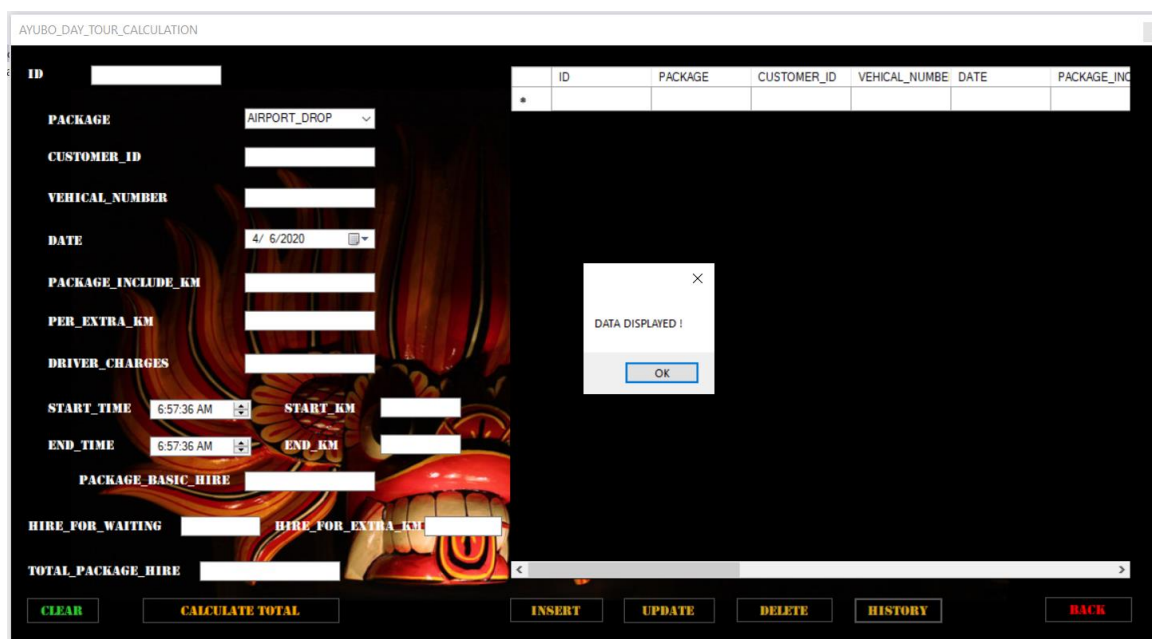 AYUBO_DAY_TOUR_CALCULATION
ID
PACKAGE AIRPORT_DROP
CUSTOMER_ID
VEHICAL_NUMBER
DATE 4/ 6/2020
PACKAGE_INCLUDE_KM
PER_EXTRA_KM
DRIVER_CHARGES
START_TIME 6:57:36 AM START_KM
END_TIME 6:57:36 AM END_KM
PACKAGE_BASIC_HIRE
HIRE_FOR_WAITING HIRE_FOR_EXTRA_KM
TOTAL_PACKAGE_HIRE
CLEAR CALCULATE TOTAL
ID PACKAGE CUSTOMER_ID VEHICAL_NUMBE DATE PACKAGE_INC
DATA DISPLAYED !
OK
INSERT UPDATE DELETE HISTORY BACK